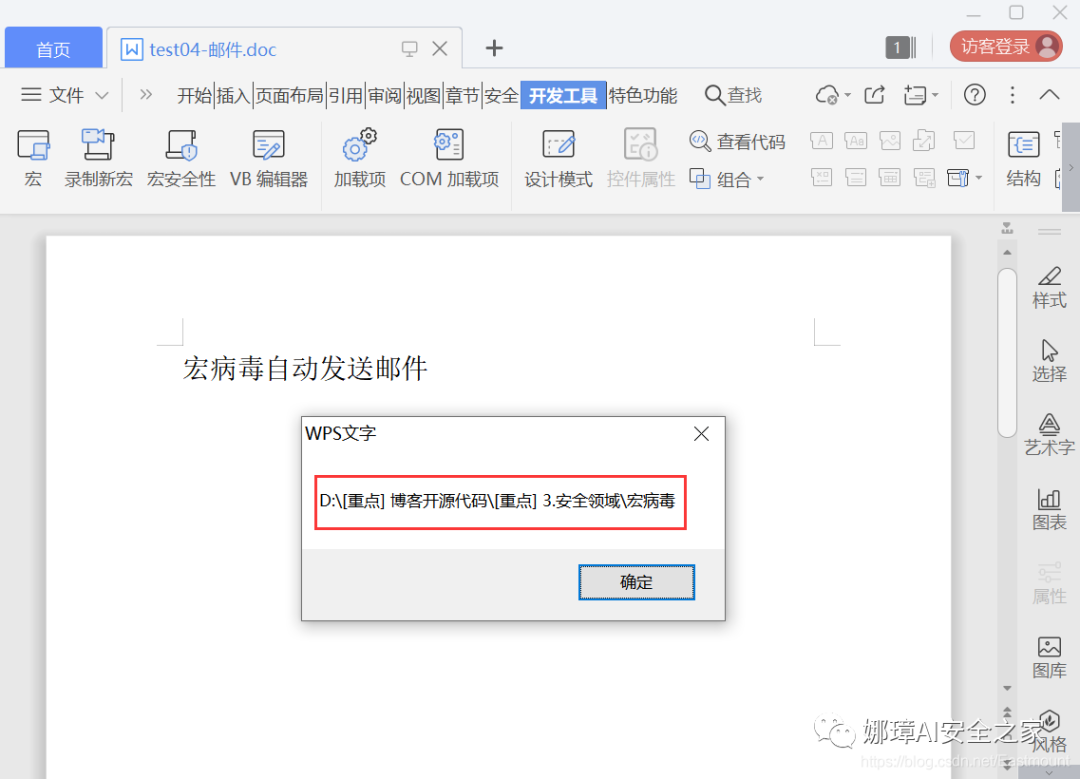 首页
test04-邮件.doc
1
访客登录
文件
开始 插入 页面布局 引用 审阅 视图 章节 安全 开发工具 特色功能
查找
宏
录制新宏
宏安全性
VB 编辑器
加载项
COM 加载项
设计模式
控件属性
查看代码
组合
结构
宏病毒自动发送邮件
WPS文字
D:\[重点] 博客开源代码\[重点] 3.安全领域\宏病毒
确定
样式
选择
艺术字
图表
属性
图库
风格
娜璋AI安全之家
https://blog.csdn.net/Eastmount